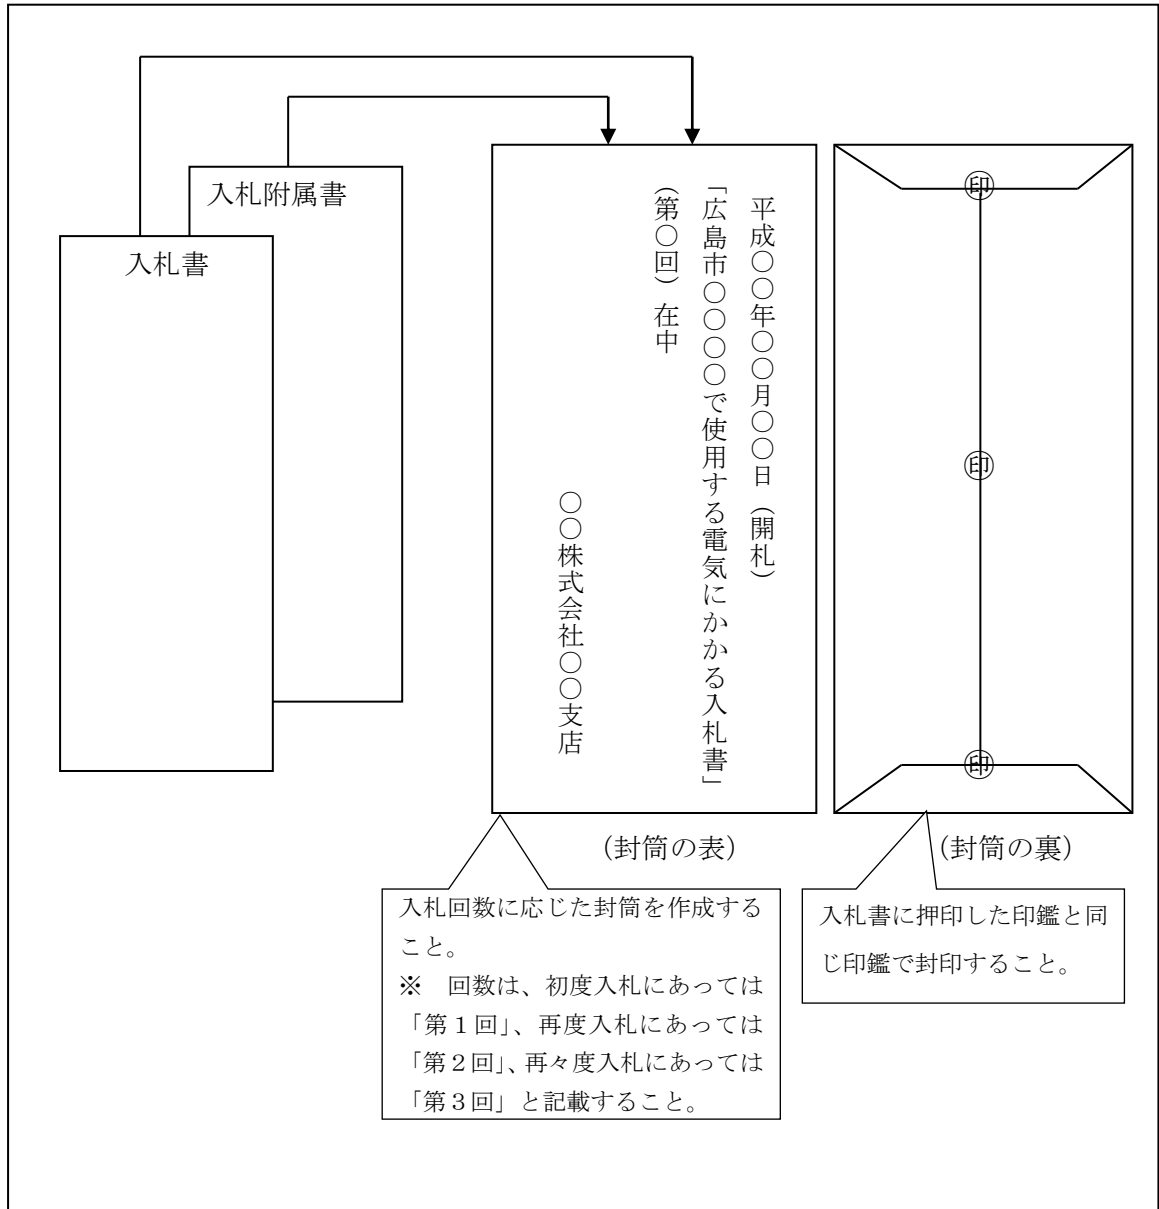 入札附属書
入札書
平成○○年○○月○○日（開札）
「広島市○○○○で使用する電気にかかる入札書」
（第○回）在中
○○株式会社○○支店
㊞
㊞
㊞
（封筒の表）
（封筒の裏）
入札回数に応じた封筒を作成する
こと。
※　回数は、初度入札にあっては
「第１回」、再度入札にあっては
「第２回」、再々度入札にあっては
「第３回」と記載すること。
入札書に押印した印鑑と同
じ印鑑で封印すること。